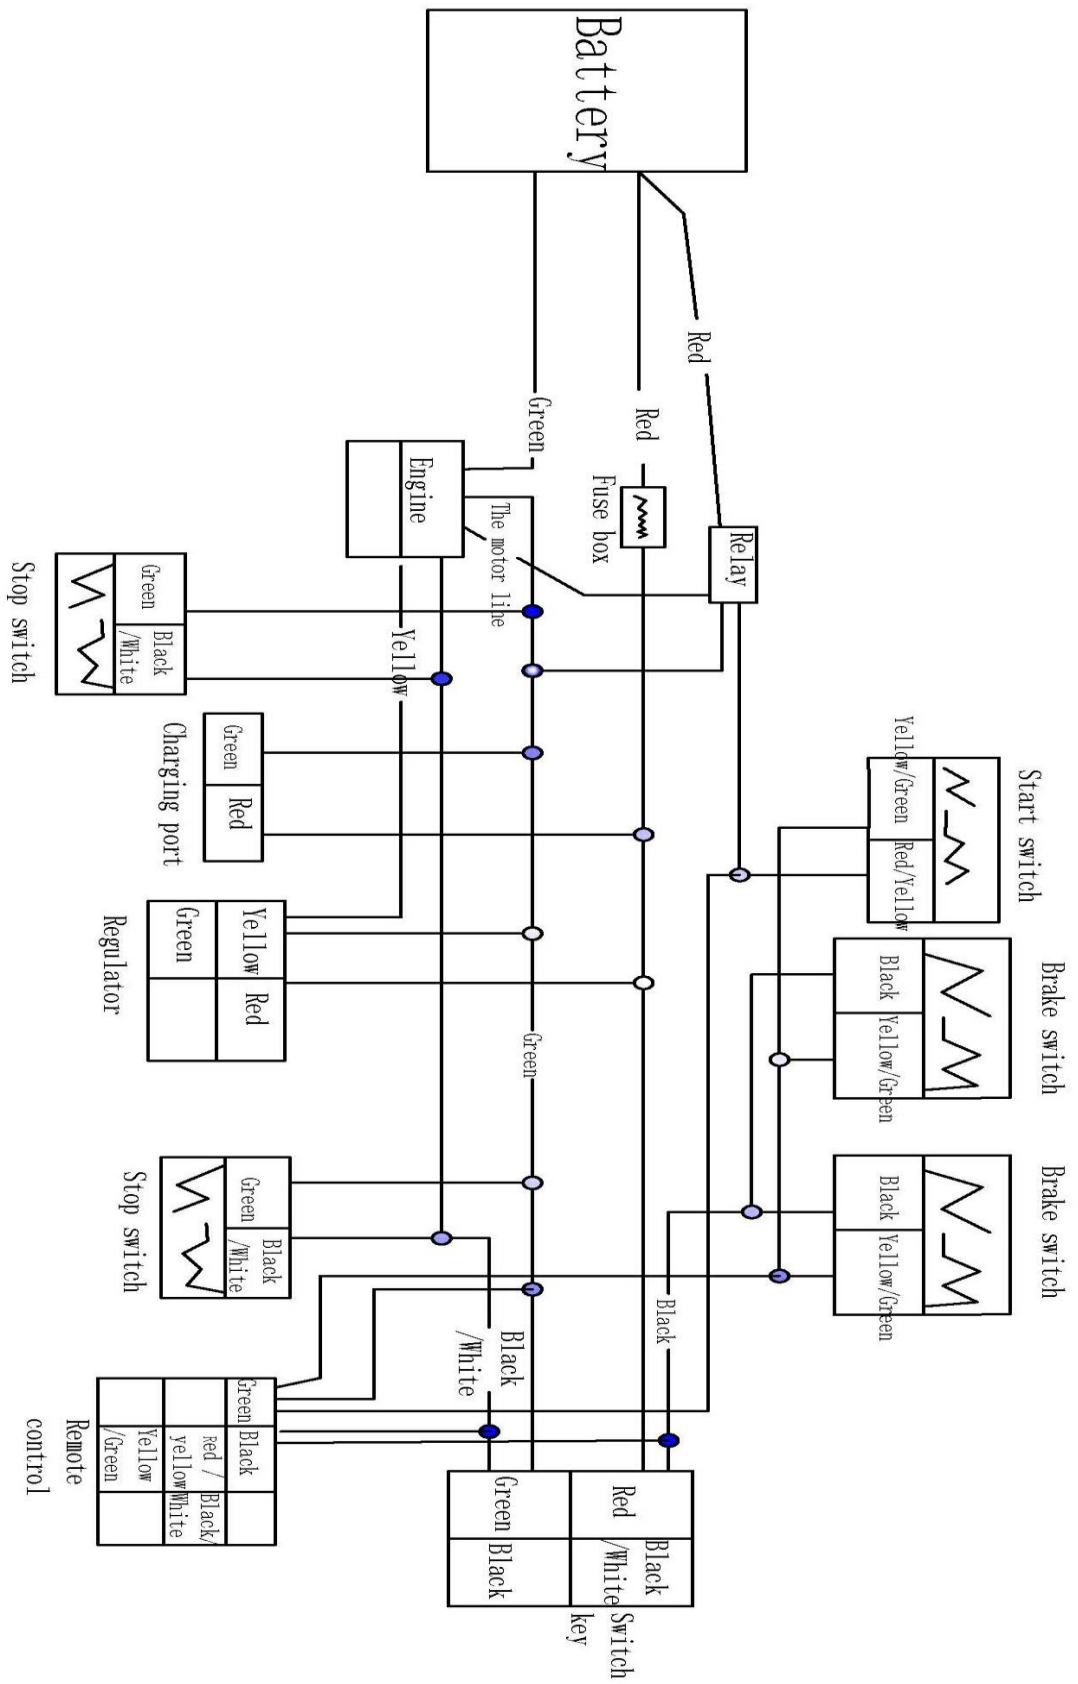 Battery
Red
Red
Green
Relay
Fuse box
Engine
The motor line
Yellow
Stop switch
Green
Black
/White
Charging port
Green
Red
Start switch
Yellow/Green
Red/Yellow
Regulator
Yellow
Red
Green
Brake switch
Black
Yellow/Green
Green
Brake switch
Black
Yellow/Green
Stop switch
Green
Black
/White
Black
Black
/White
Remote
control
Green
Black
Red /
yellow
Black/
White
Yellow
/Green
Red
Black
/White
Green
Black
Switch
key